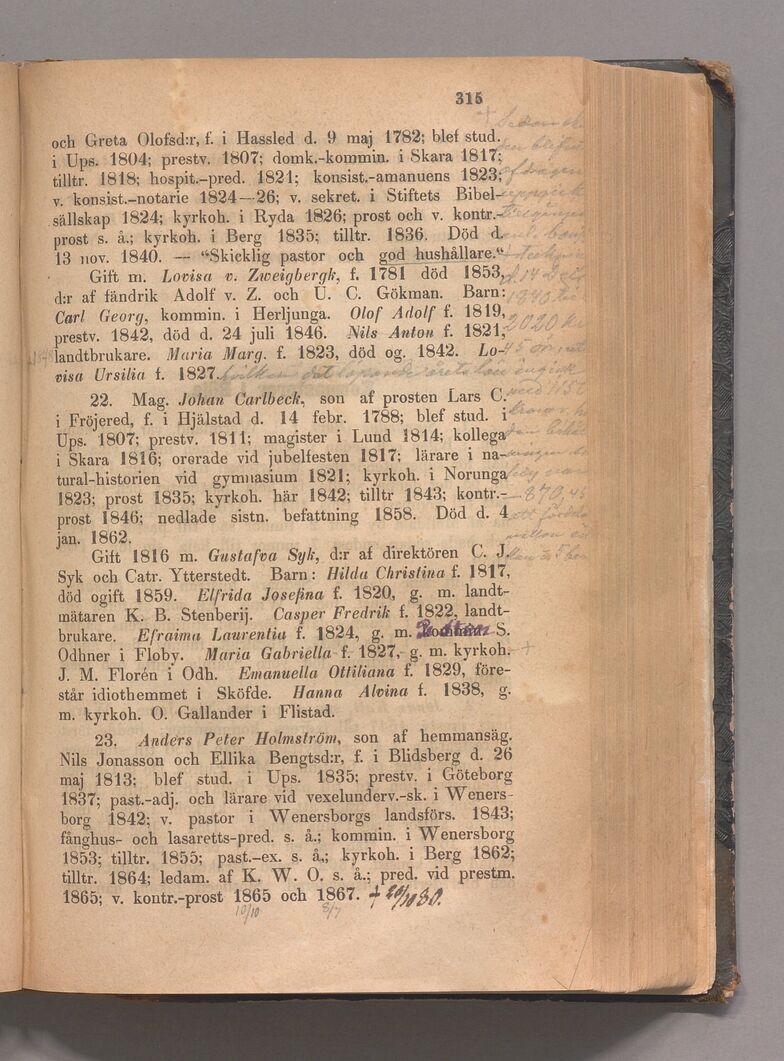 315
och Greta Olofsd:r, f. i Hassled d. 9 maj 1782; blef stud.
i Ups. 1804; prestv. 1807; domk.-kommin. i Skara 1817;
tilltr. 1818; hospit.-pred. 1821; konsist.-amanuens 1823;
v. konsist.-notarie 1824—26; v. sekret. i Stiftets Bibel-
sällskap 1824; kyrkoh. i Ryda 1826; prost och v. kontr.-
prost s. å.; kyrkoh. i Berg 1835; tilltr. 1836. Död d.
13 nov. 1840. — “Skicklig pastor och god hushållare.“
Gift m. Lovisa v. Zweigbergk, f. 1781 död 1853,
d:r af fändrik Adolf v. Z. och U. C. Gökman. Barn:
Carl Georg, kommin. i Herljunga. Olof Adolf f. 1819,
prestv. 1842, död d. 24 juli 1846. Nils Anton f. 1821,
landtbrukare. Maria Marg. f. 1823, död og. 1842. Lo-
visa Ursilia f. 1827.
22. Mag. Johan Carlbeck, son af prosten Lars C.
i Fröjered, f. i Hjälstad d. 14 febr. 1788; blef stud. i
Ups. 1807; prestv. 1811; magister i Lund 1814; kollega
i Skara 1816; orerade vid jubelfesten 1817; lärare i na-
tural-historien vid gymnasium 1821; kyrkoh. i Norunga
1823; prost 1835; kyrkoh. här 1842; tilltr 1843; kontr.-
prost 1846; nedlade sistn. befattning 1858. Död d. 4
jan. 1862.
Gift 1816 m. Gustafva Syk, d:r af direktören C. J.
Syk och Catr. Ytterstedt. Barn: Hilda Christina f. 1817,
död ogift 1859. Elfrida Josefina f. 1820, g. m. landt-
mätaren K. B. Stenberij. Casper Fredrik f. 1822, landt-
brukare. Efraima Laurentia f. 1824, g. m. S.
Odhner i Floby. Maria Gabriella f. 1827, g. m. kyrkoh.
J. M. Florén i Odh. Emanuella Ottiliana f. 1829, före-
står idiothemmet i Sköfde. Hanna Alvina f. 1838, g.
m. kyrkoh. O. Gallander i Flistad.
23. Anders Peter Holmström, son af hemmansäg.
Nils Jonasson och Ellika Bengtsd:r, f. i Blidsberg d. 26
maj 1813; blef stud. i Ups. 1835; prestv. i Göteborg
1837; past.-adj. och lärare vid vexelunderv.-sk. i Weners-
borg 1842; v. pastor i Wenersborgs landsförs. 1843;
fånghus- och lasaretts-pred. s. å.; kommin. i Wenersborg
1853; tilltr. 1855; past.-ex. s. å.; kyrkoh. i Berg 1862;
tilltr. 1864; ledam. af K. W. O. s. å.; pred. vid prestm.
1865; v. kontr.-prost 1865 och 1867. † 20/10 80.
10/10 8/7